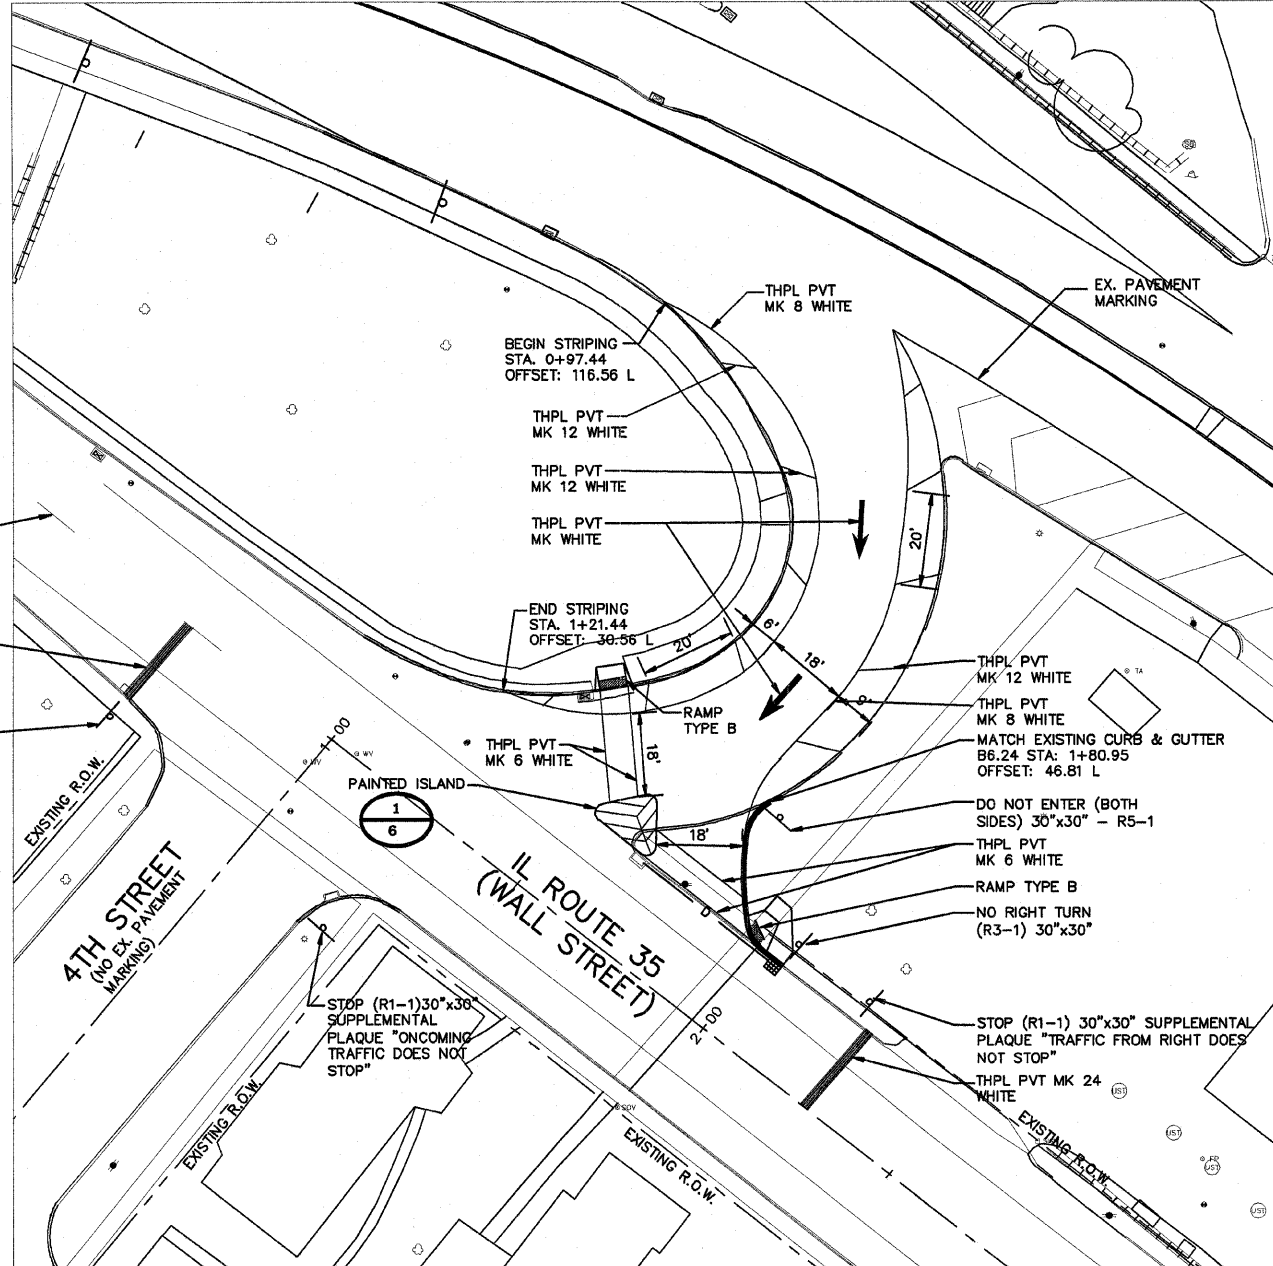 THPL PVT
MK 8 WHITE
EX. PAVEMENT
MARKING
BEGIN STRIPING
STA. 0+97.44
OFFSET: 116.56 L
THPL PVT
MK 12 WHITE
THPL PVT
MK 12 WHITE
THPL PVT
MK WHITE
20'
END STRIPING
STA. 1+21.44
OFFSET: 30.56 L
20'
6'
18'
THPL PVT
MK 12 WHITE
TA
THPL PVT
MK 8 WHITE
RAMP
TYPE B
MATCH EXISTING CURB & GUTTER
B6.24 STA: 1+80.95
OFFSET: 46.81 L
THPL PVT
MK 6 WHITE
18'
1 00
WV
WV
PAINTED ISLAND
1
6
EXISTING R.O.W.
DO NOT ENTER (BOTH
SIDES) 30"x30" – R5-1
18'
THPL PVT
MK 6 WHITE
RAMP TYPE B
NO RIGHT TURN
(R3-1) 30"x30"
D
IL ROUTE 35
(WALL STREET)
4TH STREET
(NO EX. PAVEMENT
MARKING)
STOP (R1-1)30"x30"
SUPPLEMENTAL
PLAQUE "ONCOMING
TRAFFIC DOES NOT
STOP"
2 00
STOP (R1-1) 30"x30" SUPPLEMENTAL
PLAQUE "TRAFFIC FROM RIGHT DOES
NOT STOP"
THPL PVT MK 24
WHITE
UST
EXISTING R.O.W.
EXISTING R.O.W.
EXISTING R.O.W.
UST
FP
UST
UST